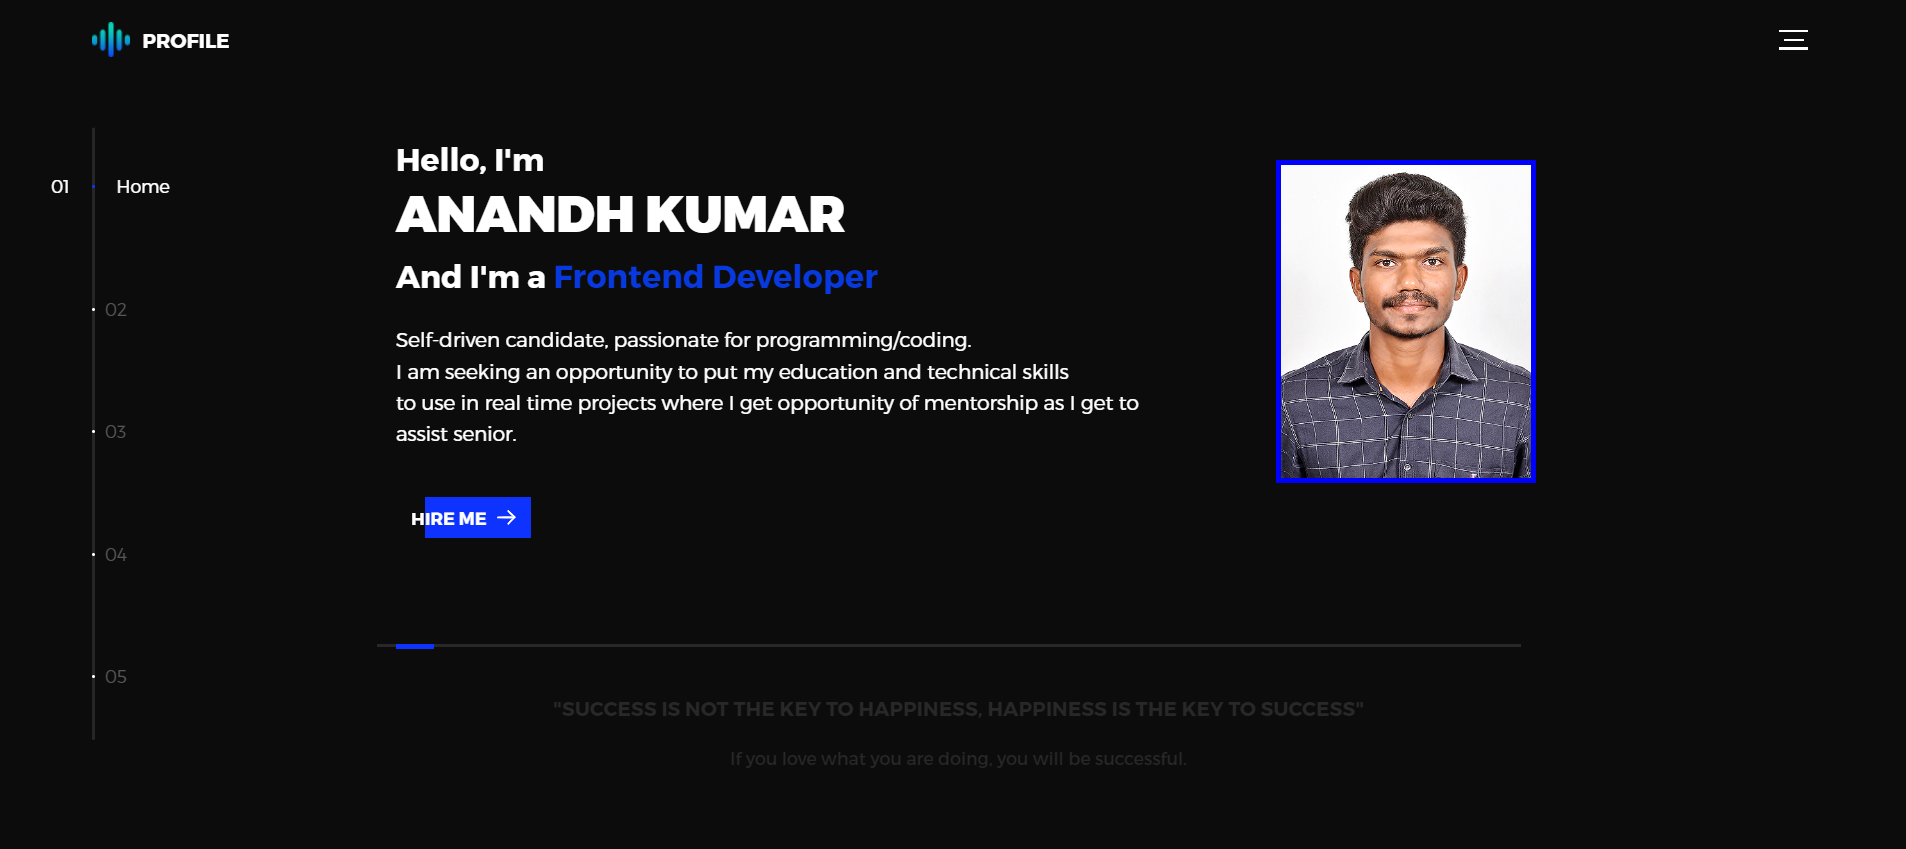 PROFILE
01 Home
02
03
04
05
Hello, I'm
ANANDH KUMAR
And I'm a Frontend Developer
Self-driven candidate, passionate for programming/coding.
I am seeking an opportunity to put my education and technical skills
to use in real time projects where I get opportunity of mentorship as I get to
assist senior.
HIRE ME
"SUCCESS IS NOT THE KEY TO HAPPINESS, HAPPINESS IS THE KEY TO SUCCESS"
If you love what you are doing, you will be successful.